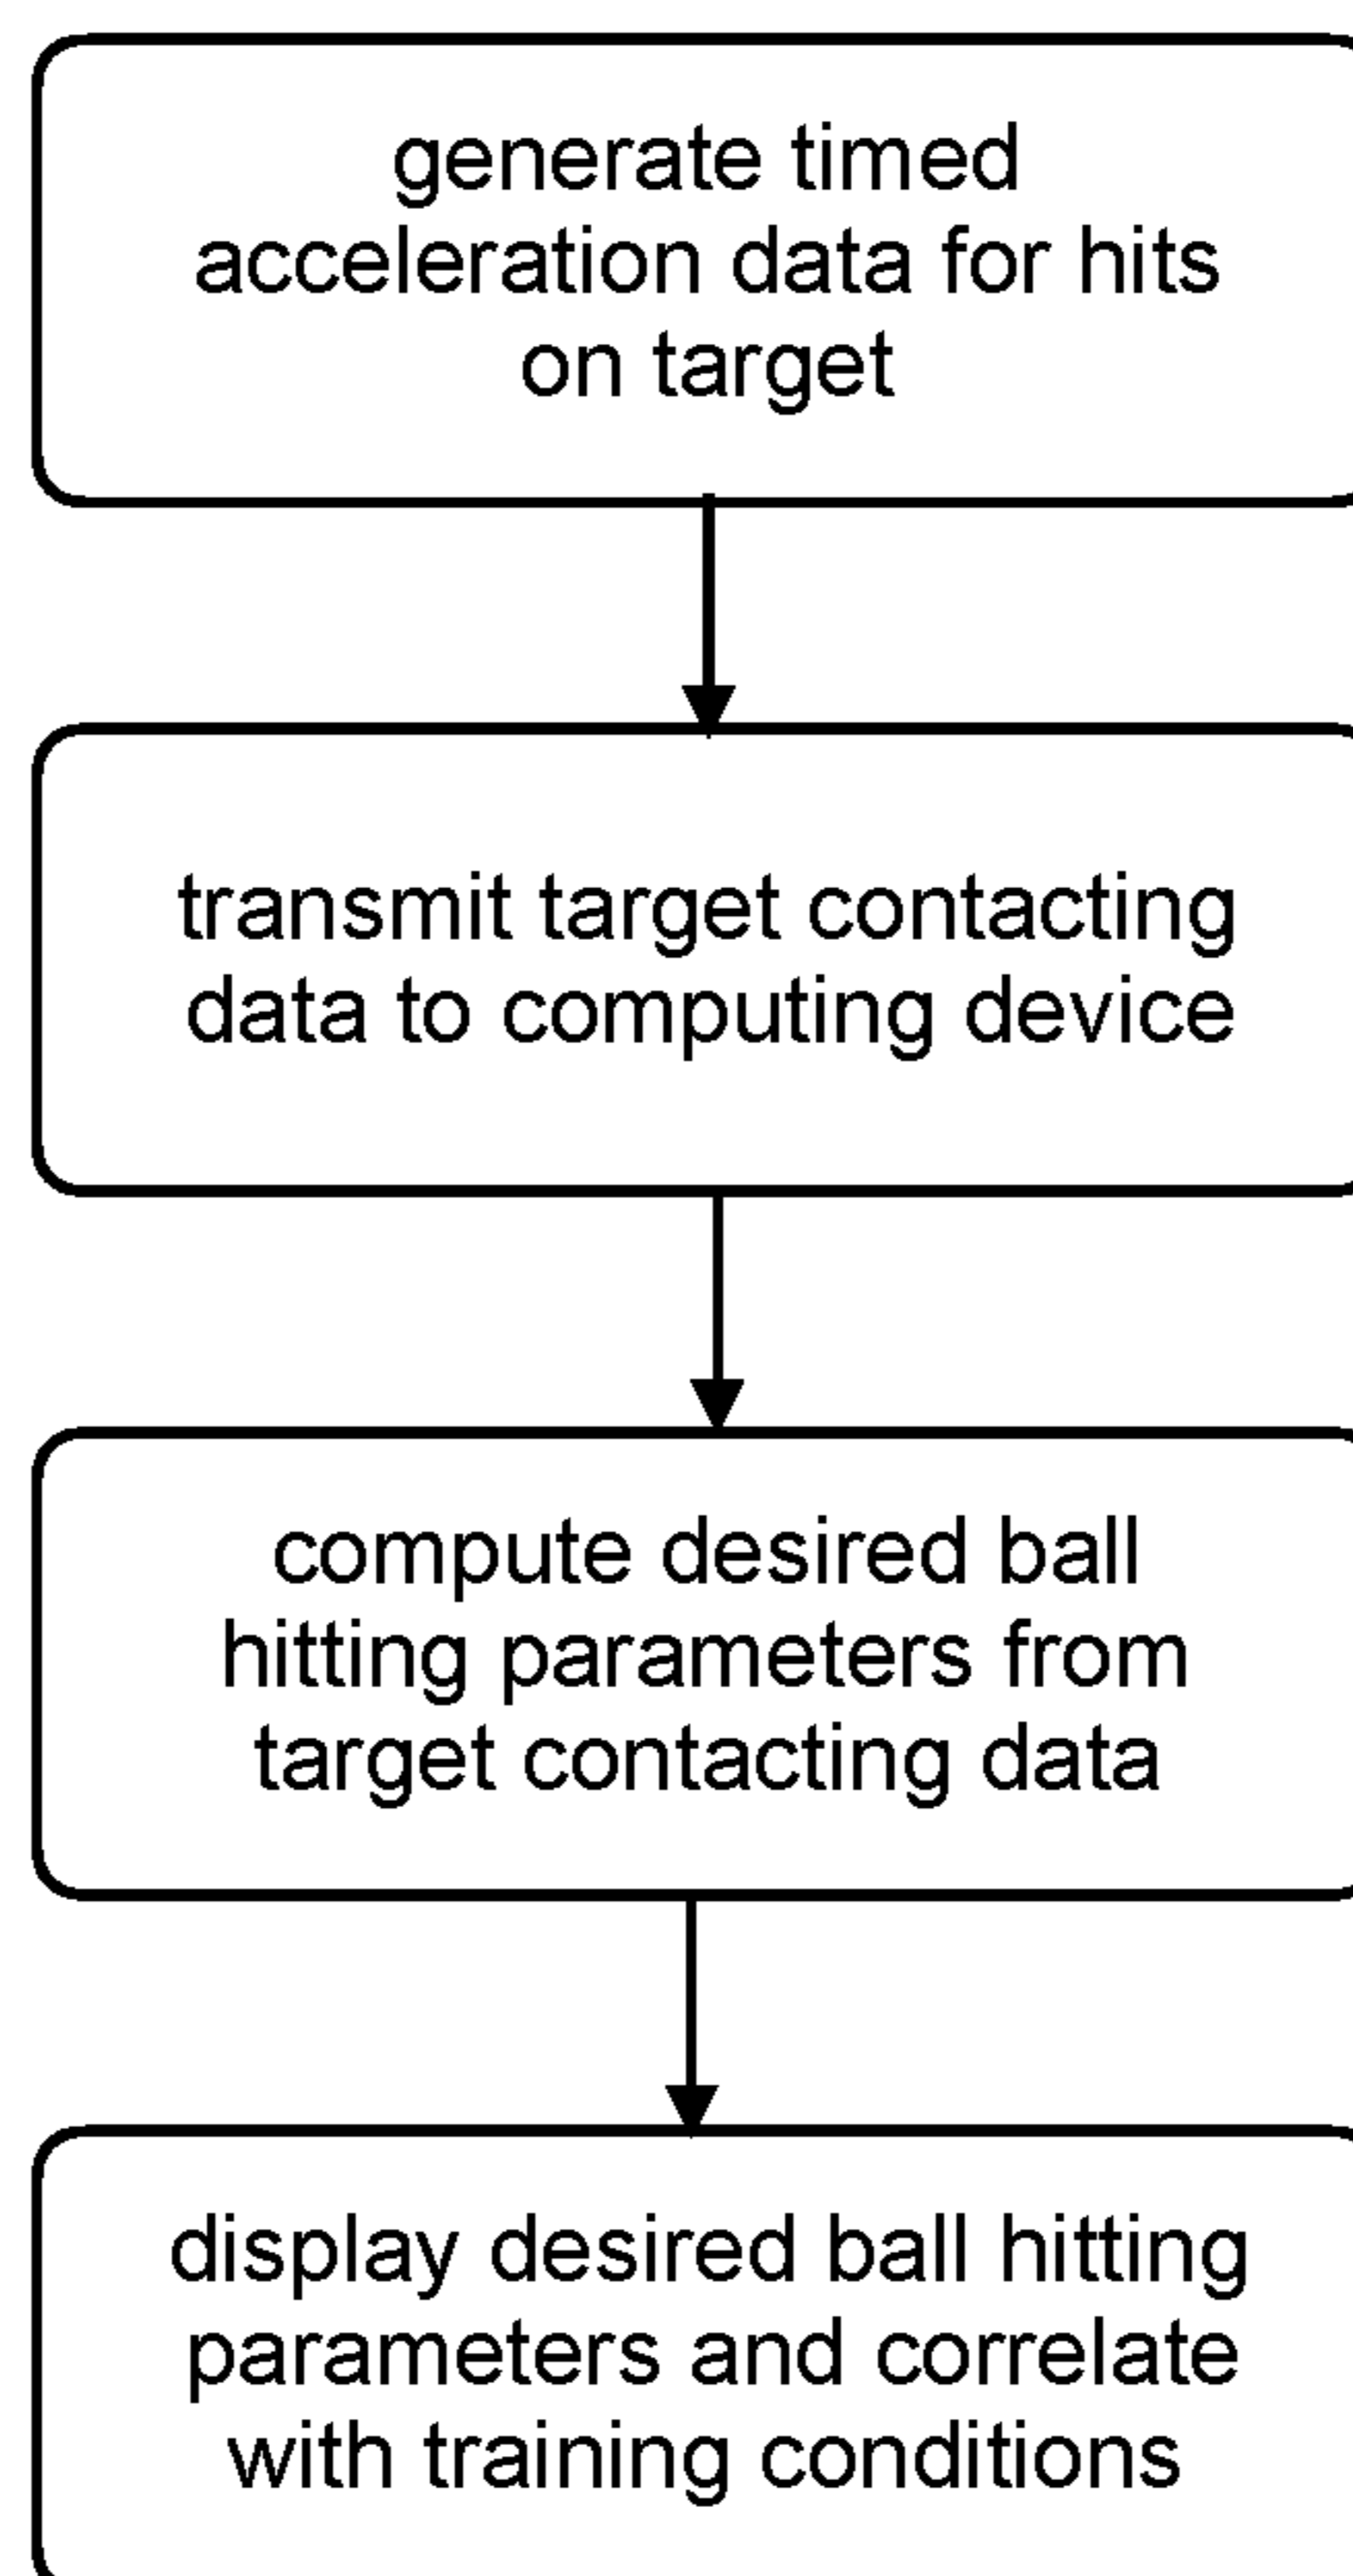 generate timed
acceleration data for hits
on target
transmit target contacting
data to computing device
compute desired ball
hitting parameters from
target contacting data
display desired ball hitting
parameters and correlate
with training conditions